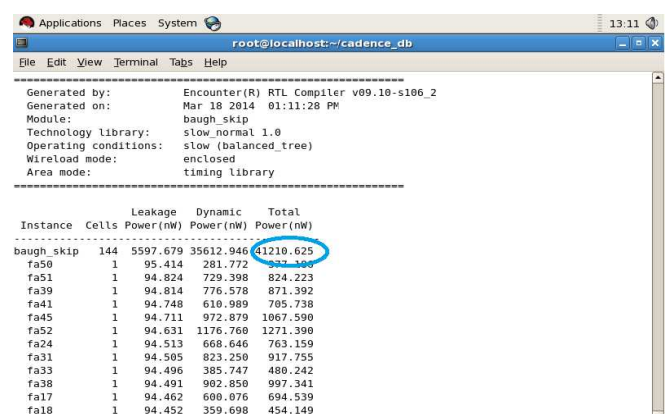 Applications Places System 13:11
root@localhost:~/cadence_db
File Edit View Terminal Tabs Help
============================================================
Generated by: Encounter(R) RTL Compiler v09.10-s106_2
Generated on: Mar 18 2014 01:11:28 PM
Module: baugh_skip
Technology library: slow_normal 1.0
Operating conditions: slow (balanced_tree)
Wireload mode: enclosed
Area mode: timing library
============================================================
Leakage Dynamic Total
Instance Cells Power(nW) Power(nW) Power(nW)
-----------------------------------------------
baugh_skip 144 5597.679 35612.946 41210.625
fa50 1 95.414 281.772
fa51 1 94.824 729.398 824.223
fa39 1 94.814 776.578 871.392
fa41 1 94.748 610.989 705.738
fa45 1 94.711 972.879 1067.590
fa52 1 94.631 1176.760 1271.390
fa24 1 94.513 668.646 763.159
fa31 1 94.505 823.250 917.755
fa33 1 94.496 385.747 480.242
fa38 1 94.491 902.850 997.341
fa17 1 94.462 600.076 694.539
fa18 1 94.452 359.698 454.149